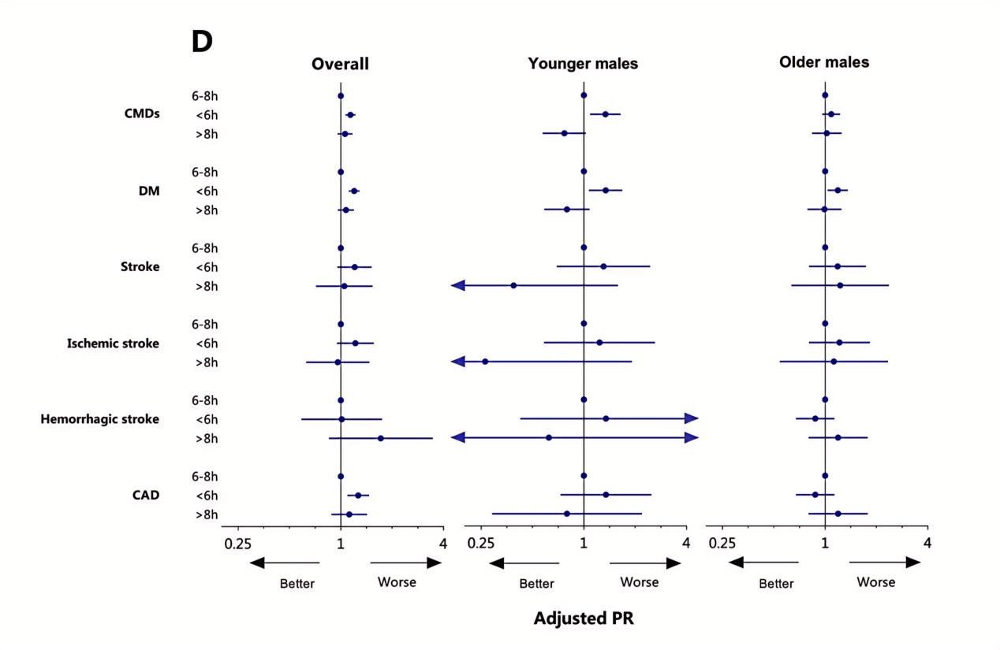 D
Overall Younger males Older males
6-8h
CMDs <6h
>8h
6-8h
DM <6h
>8h
6-8h
Stroke <6h
>8h
6-8h
Ischemic stroke <6h
>8h
6-8h
Hemorrhagic stroke <6h
>8h
6-8h
CAD <6h
>8h
0.25 1 4 0.25 1 4 0.25 1 4
Better Worse Better Worse Better Worse
Adjusted PR